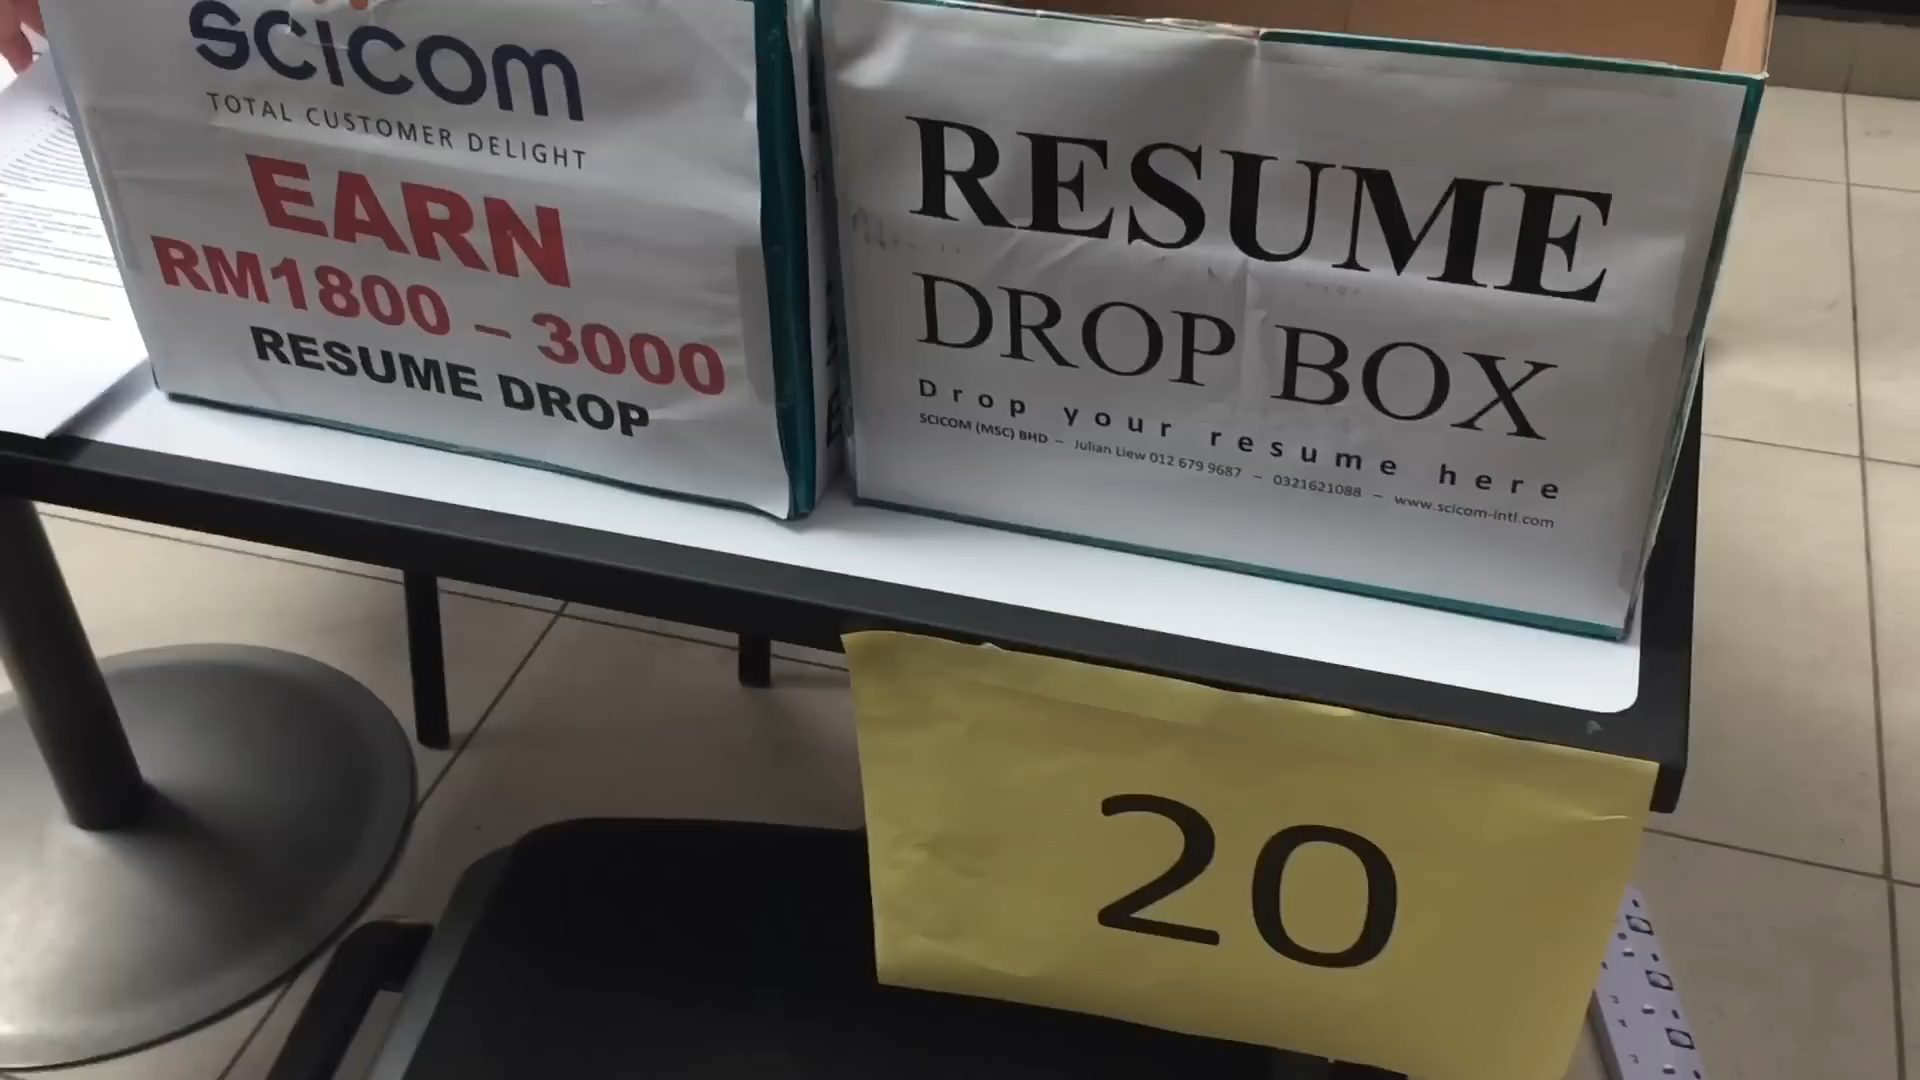 scicom
TOTAL CUSTOMER DELIGHT
EARN
RM1800 – 3000
RESUME DROP
RESUME
DROP BOX
Drop your resume here
SCICOM (MSC) BHD – Julian Liew 012 679 9687 – 0321621088 – www.scicom-intl.com
20